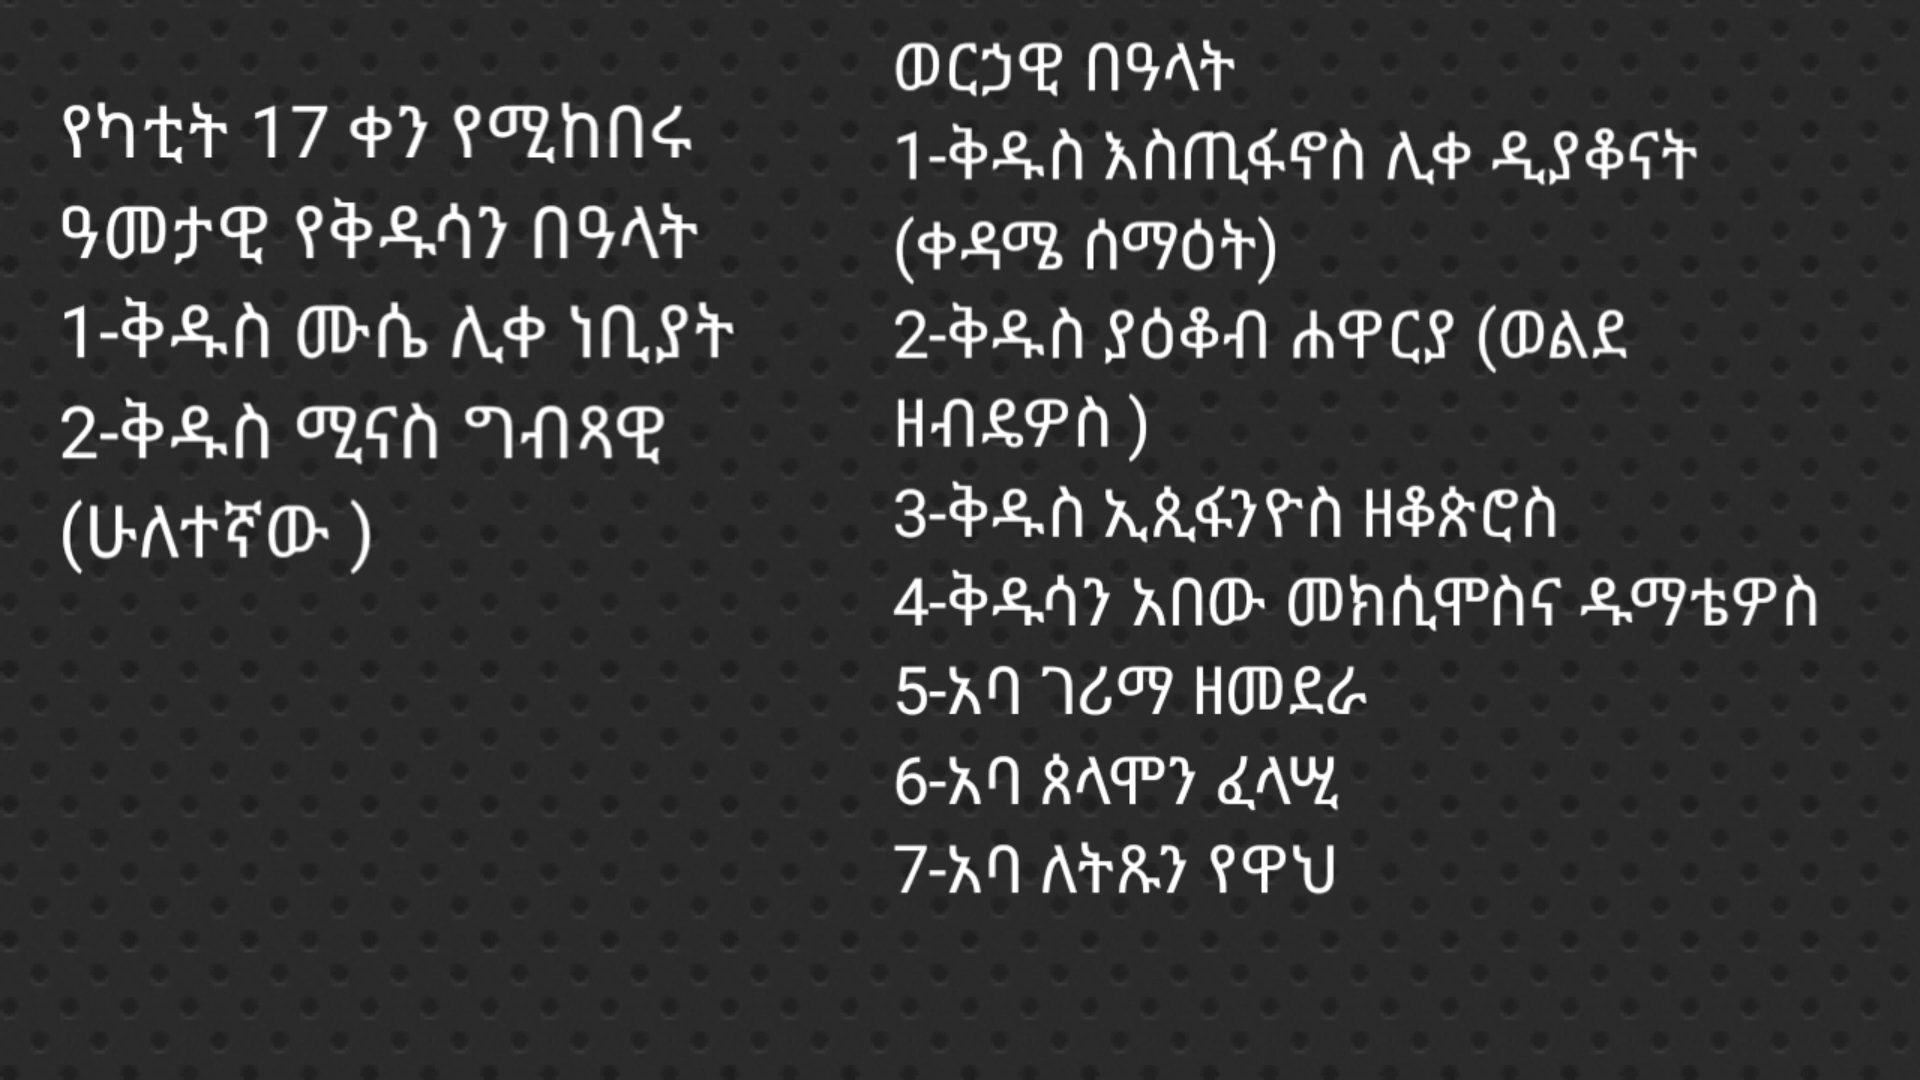 የካቲት 17 ቀን የሚከበሩ
ዓመታዊ የቅዱሳን በዓላት
1-ቅዱስ ሙሴ ሊቀ ነቢያት
2-ቅዱስ ሚናስ ግብጻዊ
(ሁለተኛው )
ወርኃዊ በዓላት
1-ቅዱስ እስጢፋኖስ ሊቀ ዲያቆናት
(ቀዳሜ ሰማዕት)
2-ቅዱስ ያዕቆብ ሐዋርያ (ወልደ
ዘብዴዎስ )
3-ቅዱስ ኢጲፋንዮስ ዘቆጵሮስ
4-ቅዱሳን አበው መክሲሞስና ዱማቴዎስ
5-አባ ገሪማ ዘመደራ
6-አባ ጰላሞን ፈላሢ
7-አባ ለትጹን የዋህ